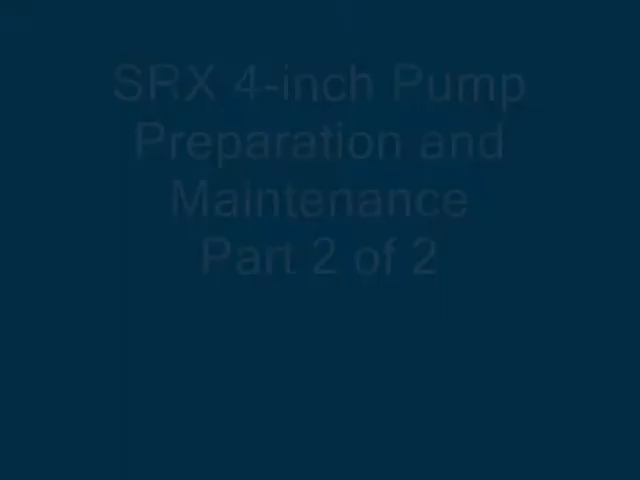 SRX 4-inch Pump
Preparation and
Maintenance
Part 2 of 2